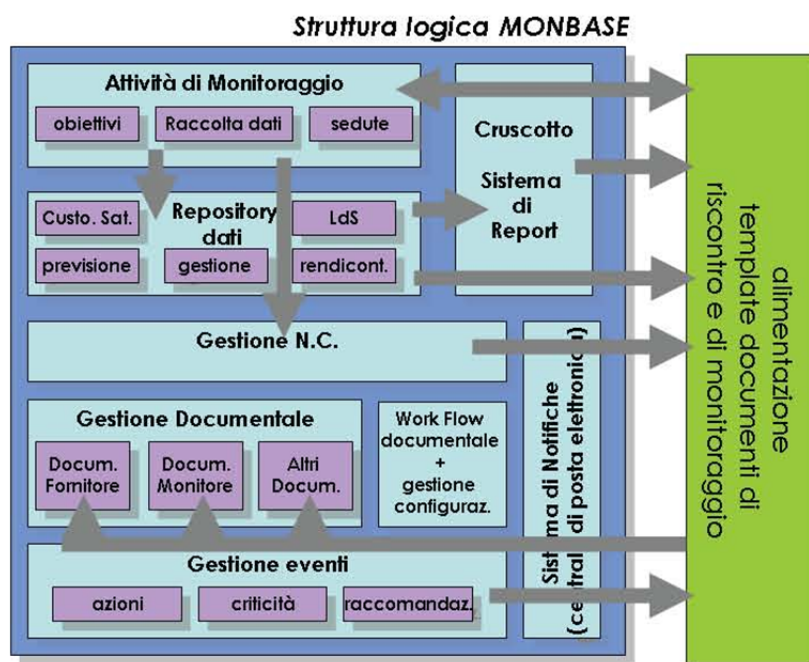 Struttura logica MONBASE
Attività di Monitoraggio
obiettivi
Raccolta dati
sedute
Cruscotto
Sistema
di
Report
Custo. Sat.
Repository
dati
LdS
previsione
gestione
rendicont.
Gestione N.C.
Gestione Documentale
Docum.
Fornitore
Docum.
Monitore
Altri
Docum.
Work Flow
documentale
+
gestione
configuraz.
Sistema di Notifiche
di posta elettronica)
Gestione eventi
azioni
criticità
raccomandaz.
alimentazione
template documenti di
riscontro e di monitoraggio